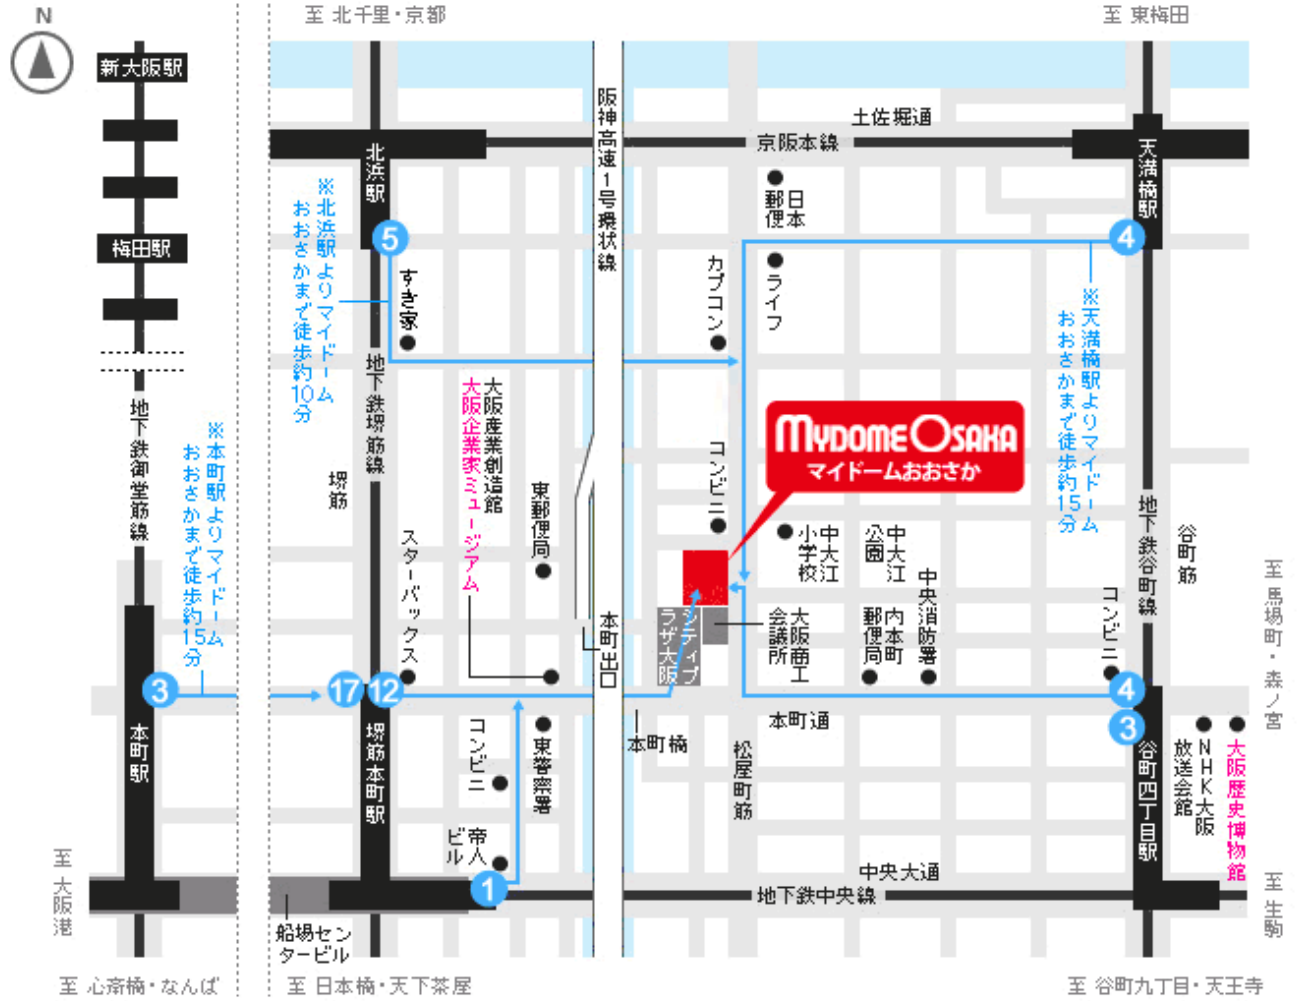 N
至 北千里・京都
至 東梅田
新大阪駅
梅田駅
地下鉄御堂筋線
※本町駅よりマイドーム
おおさかまで徒歩約15分
3
本町駅
至 大阪港
至 心斎橋・なんば
北浜駅
5
※北浜駅よりマイドーム
おおさかまで徒歩約10分
すき家
地下鉄堺筋線
堺筋
大阪産業創造館
大阪企業家ミュージアム
東郵便局
スターバックス
17
12
堺筋本町駅
コンビニ
東警察署
帝人
ビル
1
船場セン
タービル
至 日本橋・天下茶屋
阪神高速1号環状線
本町出口
本町橋
土佐堀通
京阪本線
日本
郵便
ライフ
カプコン
コンビニ
MYDOME OSAKA
マイドームおおさか
中大江
小学校
中大江
公園
中央消防署
内本町
郵便局
大阪商工
会議所
シティプ
ラザ大阪
本町通
松屋町筋
中央大通
地下鉄中央線
天満橋駅
4
※天満橋駅よりマイドーム
おおさかまで徒歩約15分
地下鉄谷町線
谷町筋
コンビニ
4
3
谷町四丁目駅
NHK大阪
放送会館
大阪歴史博物館
至 馬場町・森ノ宮
至 生駒
至 谷町九丁目・天王寺